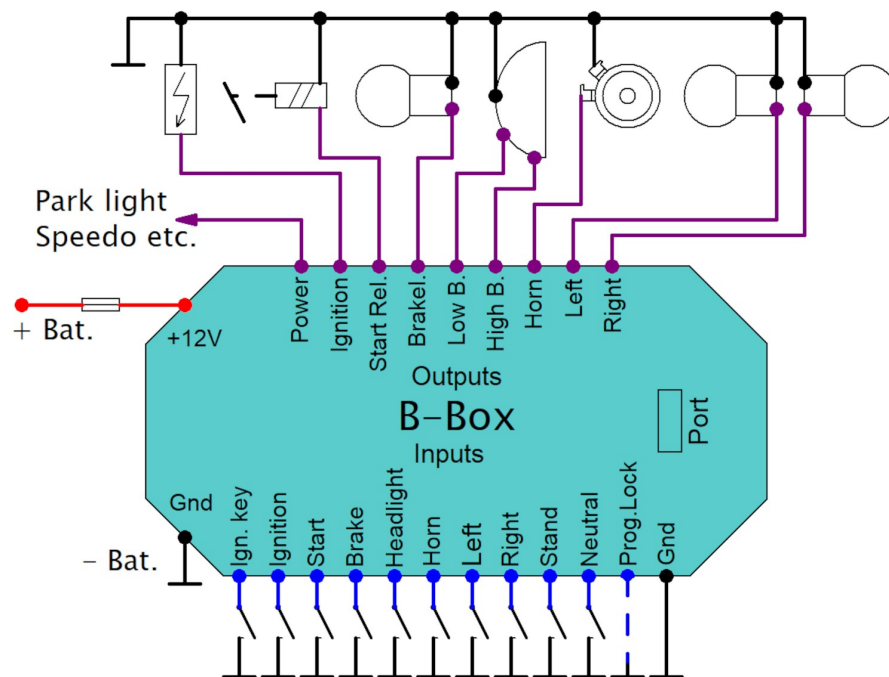 Park light
Speedo etc.
+ Bat.
+12V
Power
Ignition
Start Rel.
Brakel.
Low B.
High B.
Horn
Left
Right
Outputs
B-Box
Inputs
Port
Gnd
- Bat.
Ign. key
Ignition
Start
Brake
Headlight
Horn
Left
Right
Stand
Neutral
Prog.Lock
Gnd